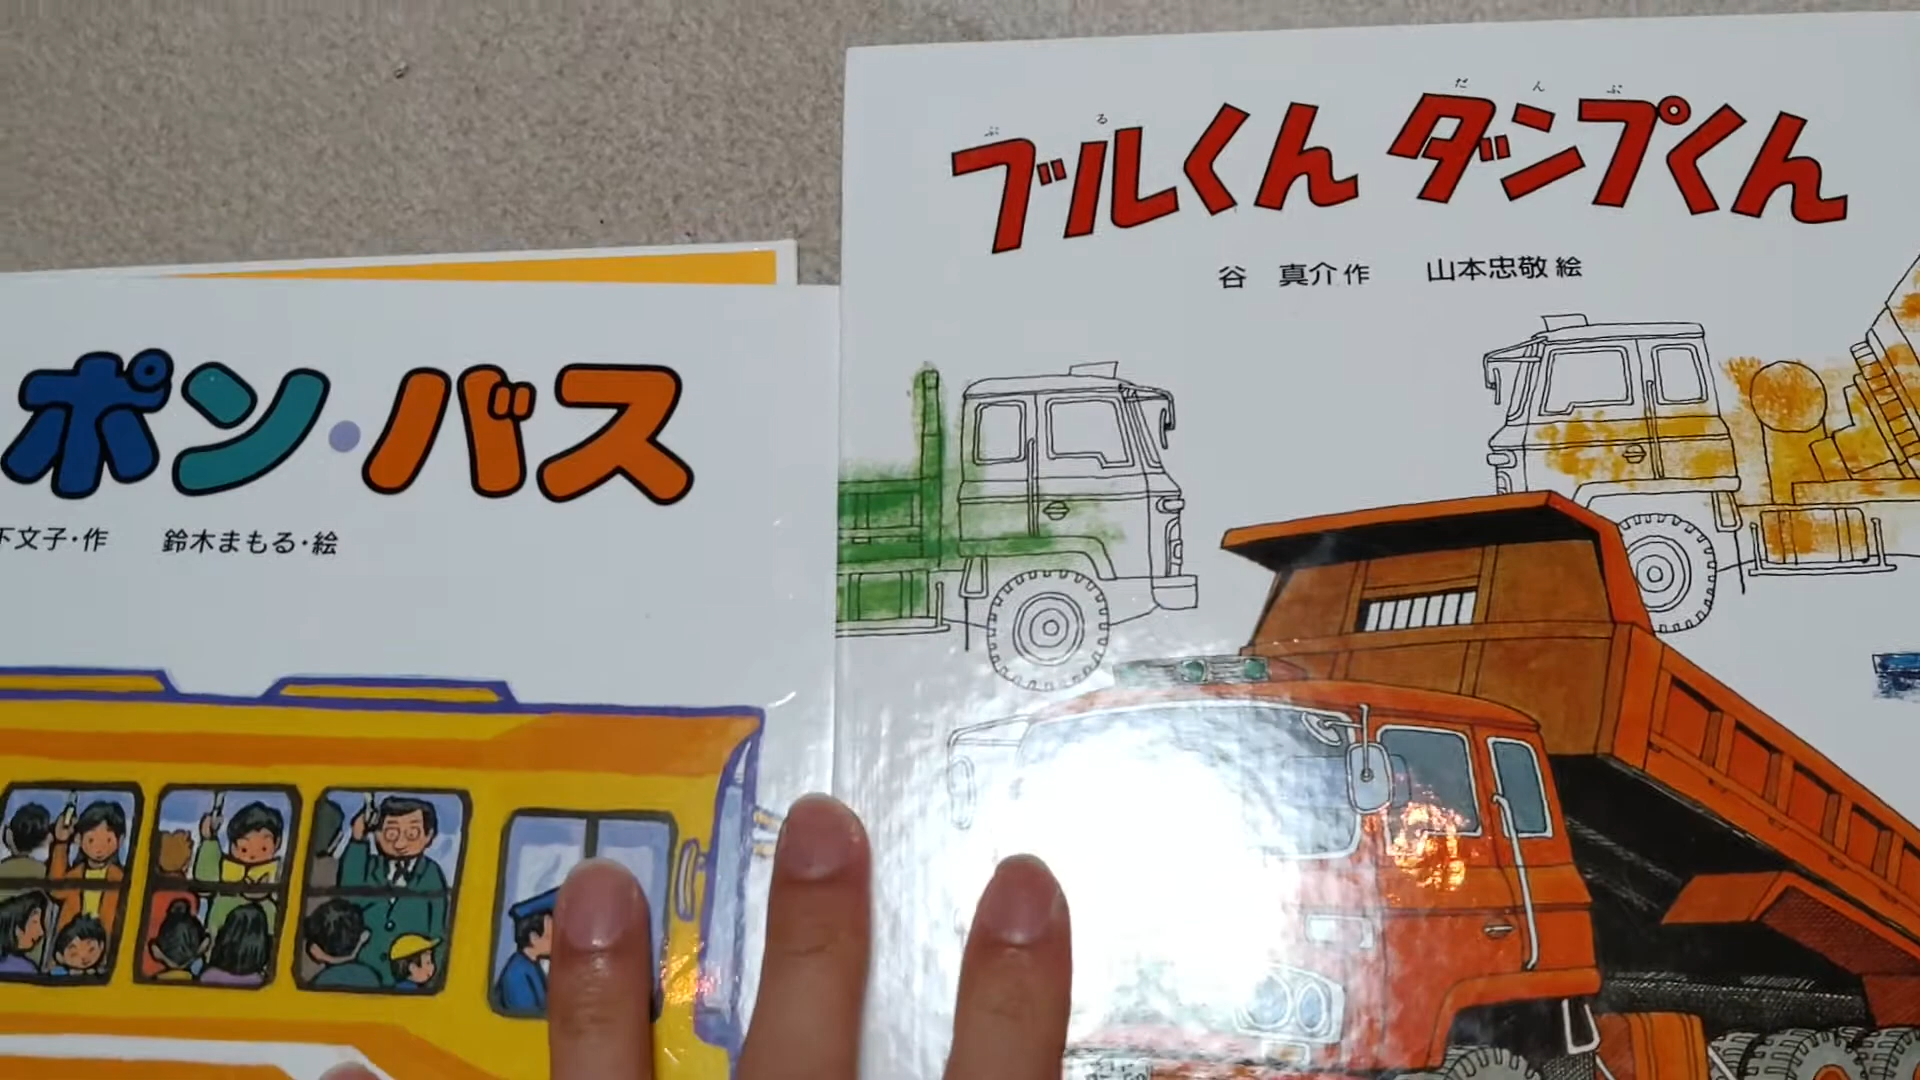 ポン・バス
下文子・作 鈴木まもる・絵
ぶ る だ ん ぷ
ブルくん ダンプくん
谷 真介 作 山本忠敬 絵